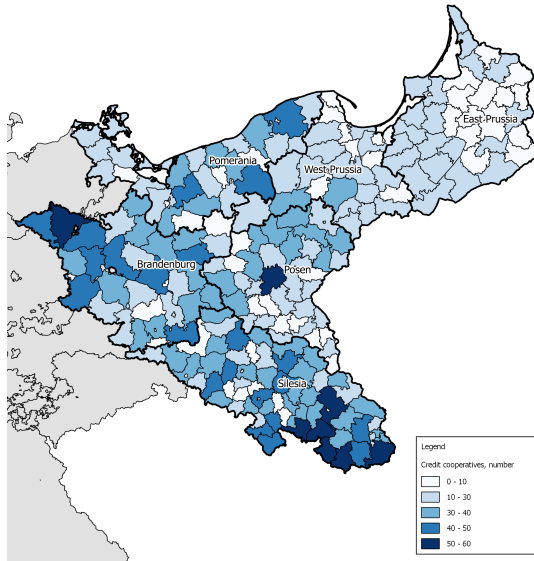 East Prussia
Pomerania
West Prussia
Brandenburg
Posen
Silesia
Legend
Credit cooperatives, number
0 - 10
10 - 30
30 - 40
40 - 50
50 - 60